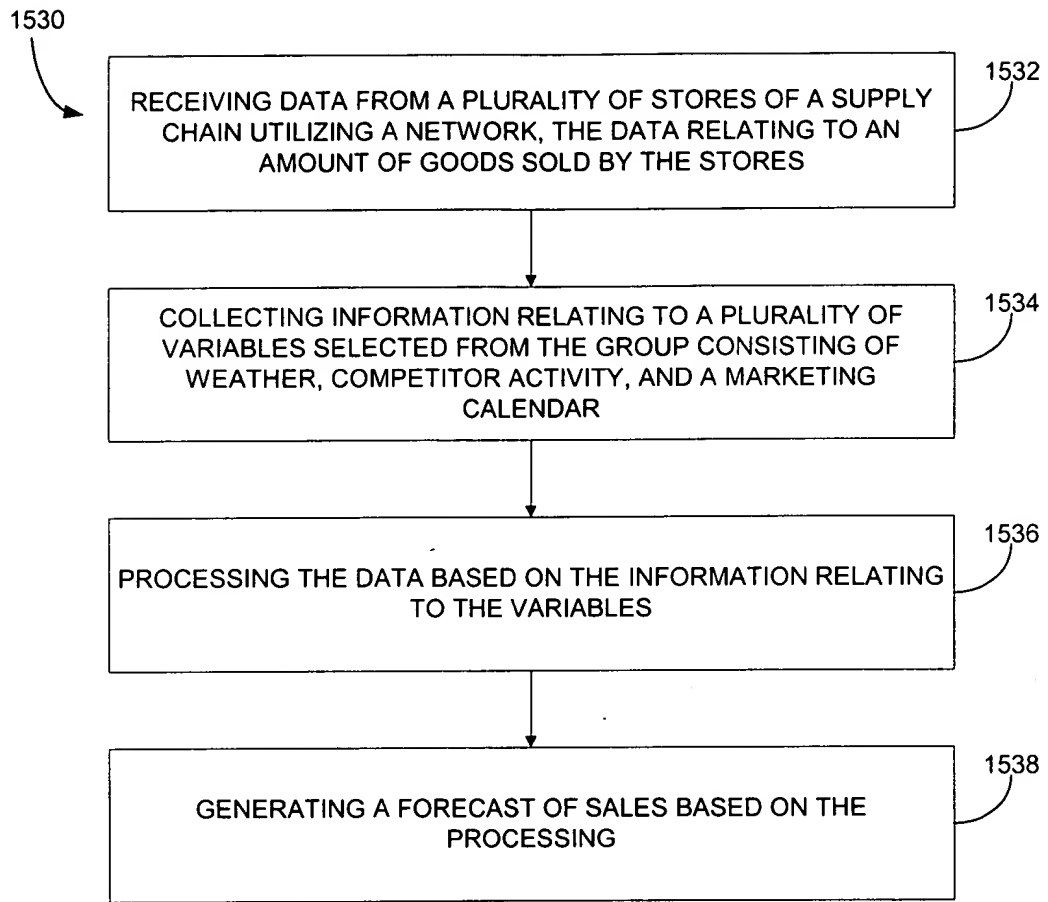 1530
1532
RECEIVING DATA FROM A PLURALITY OF STORES OF A SUPPLY
CHAIN UTILIZING A NETWORK, THE DATA RELATING TO AN
AMOUNT OF GOODS SOLD BY THE STORES
1534
COLLECTING INFORMATION RELATING TO A PLURALITY OF
VARIABLES SELECTED FROM THE GROUP CONSISTING OF
WEATHER, COMPETITOR ACTIVITY, AND A MARKETING
CALENDAR
1536
PROCESSING THE DATA BASED ON THE INFORMATION RELATING
TO THE VARIABLES
1538
GENERATING A FORECAST OF SALES BASED ON THE
PROCESSING